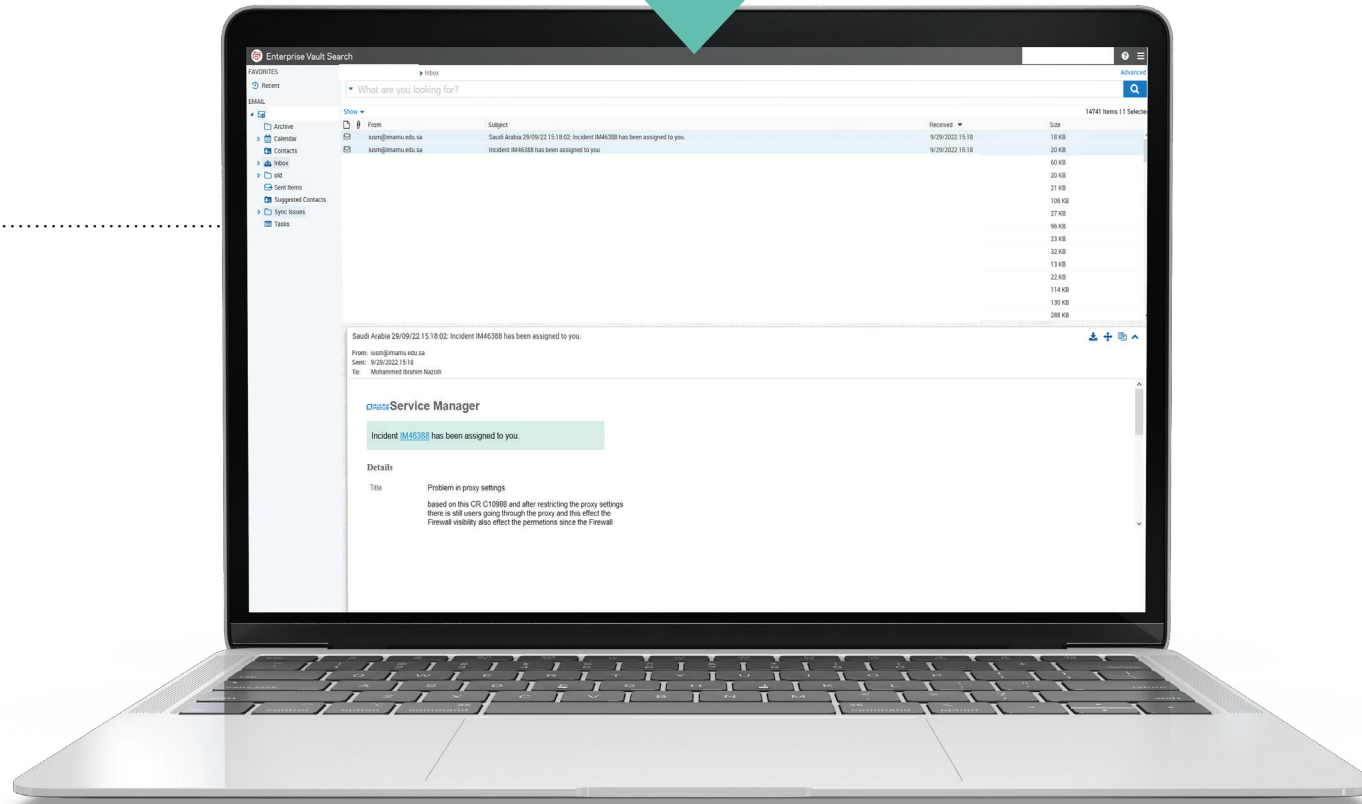 Enterprise Vault Search
FAVORITES
Inbox
Advanced
Recent
What are you looking for?
EMAIL
Show
14741 Items | 1 Selecte
From Subject Received Size
Archive
iusm@imamu.edu.sa Saudi Arabia 29/09/22 15:18:02: Incident IM46388 has been assigned to you. 9/29/2022 15:18 18 KB
Calendar
iusm@imamu.edu.sa Incident IM46388 has been assigned to you 9/29/2022 15:18 20 KB
Contacts
Inbox
old
Sent Items
Suggested Contacts
Sync Issues
Tasks
60 KB
20 KB
21 KB
106 KB
27 KB
96 KB
23 KB
32 KB
13 KB
22 KB
114 KB
130 KB
288 KB
Saudi Arabia 29/09/22 15:18:02: Incident IM46388 has been assigned to you.
From: iusm@imamu.edu.sa
Sent: 9/29/2022 15:18
To: Mohammed Ibrahim Nazish
Service Manager
Incident IM46388 has been assigned to you.
Details
Title Problem in proxy settings
based on this CR C10988 and after restricting the proxy settings
there is still users going through the proxy and this effect the
Firewall visibility also effect the permetions since the Firewall
Q W E R T Y U I O P
A S D F G H J K L
Z X C V B N M
control option command command option